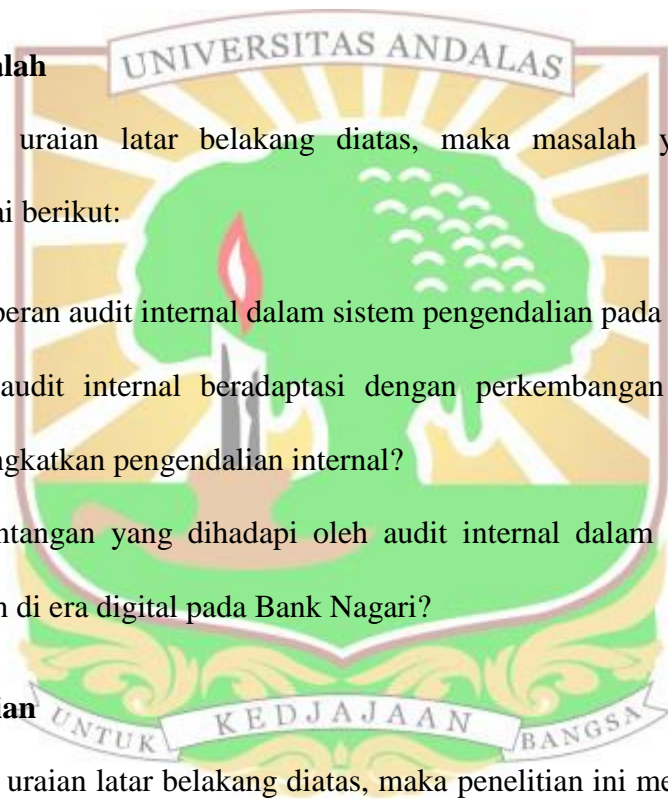 UNIVERSITAS ANDALAS
alah
uraian latar belakang diatas, maka masalah y
ai berikut:
peran audit internal dalam sistem pengendalian pada
audit internal beradaptasi dengan perkembangan
ngkatkan pengendalian internal?
ntangan yang dihadapi oleh audit internal dalam
n di era digital pada Bank Nagari?
ian
UNTUK KEDJAJAAN BANGSA
uraian latar belakang diatas, maka penelitian ini me